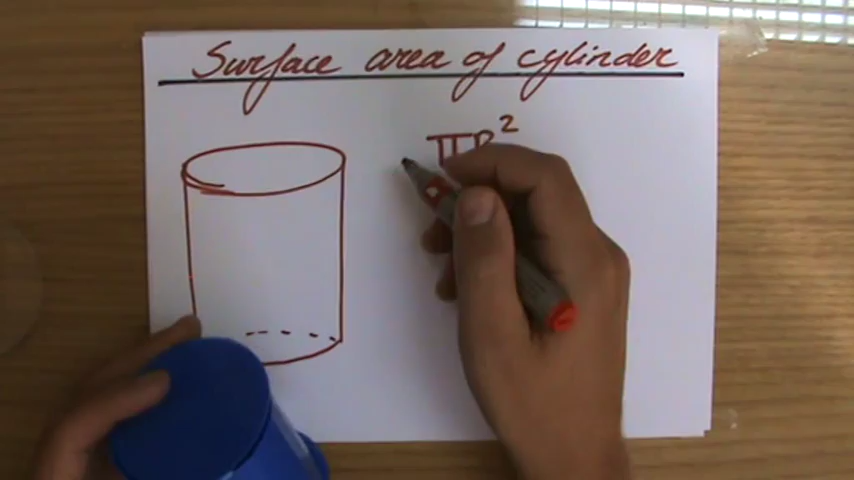 Surface area of cylinder
πR²